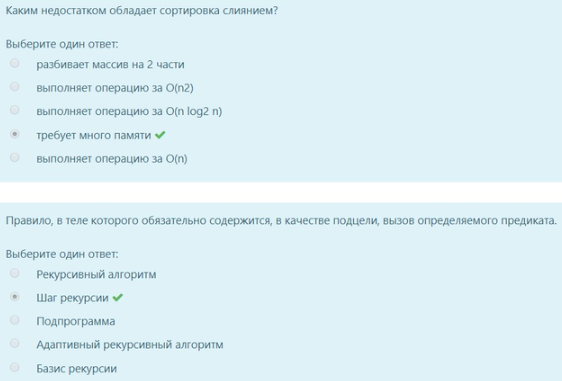 Каким недостатком обладает сортировка слиянием?
Выберите один ответ:
разбивает массив на 2 части
выполняет операцию за O(n2)
выполняет операцию за O(n log2 n)
требует много памяти
выполняет операцию за O(n)
Правило, в теле которого обязательно содержится, в качестве подцели, вызов определяемого предиката.
Выберите один ответ:
Рекурсивный алгоритм
Шаг рекурсии
Подпрограмма
Адаптивный рекурсивный алгоритм
Базис рекурсии